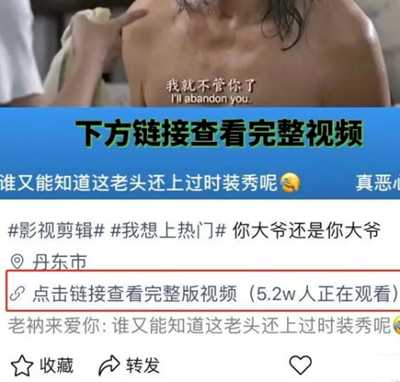 我就不管你了
I'll abandon you.
下方链接查看完整视频
谁又能知道这老头还上过时装秀呢
真恶心
#影视剪辑# #我想上热门# 你大爷还是你大爷
丹东市
点击链接查看完整版视频（5.2w人正在观看）
老衲来爱你: 谁又能知道这老头还上过时装秀呢
收藏
转发